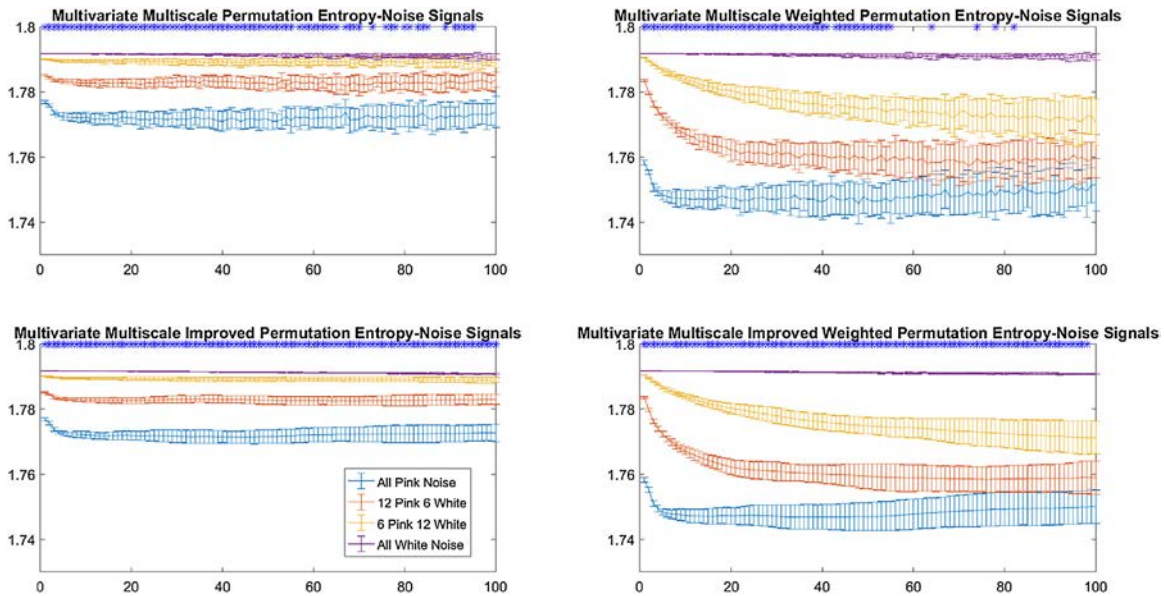 Multivariate Multiscale Permutation Entropy-Noise Signals
1.8
1.78
1.76
1.74
0 20 40 60 80 100
Multivariate Multiscale Weighted Permutation Entropy-Noise Signals
1.8
1.78
1.76
1.74
0 20 40 60 80 100
Multivariate Multiscale Improved Permutation Entropy-Noise Signals
1.8
1.78
1.76
1.74
0 20 40 60 80 100
All Pink Noise
12 Pink 6 White
6 Pink 12 White
All White Noise
Multivariate Multiscale Improved Weighted Permutation Entropy-Noise Signals
1.8
1.78
1.76
1.74
0 20 40 60 80 100